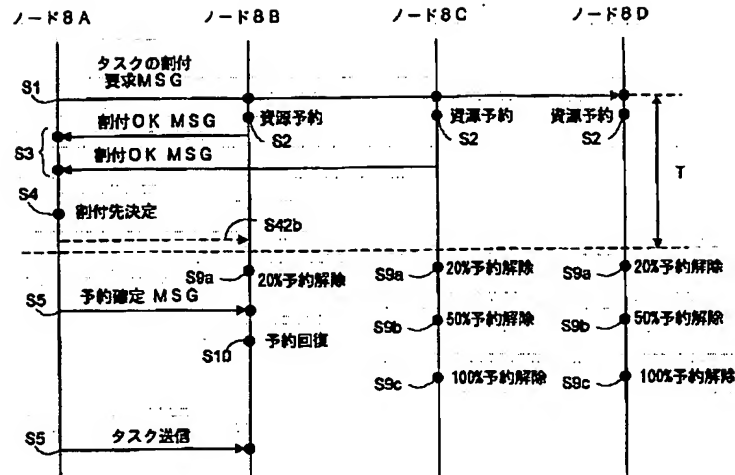 ノード8A ノード8B ノード8C ノード8D
タスクの割付
要求MSG
S1
割付OK MSG 資源予約 資源予約 資源予約
S2 S2 S2
S3
割付OK MSG
T
S4
割付先決定
S42b
S9a 20%予約解除 S9a 20%予約解除 S9a 20%予約解除
S5 予約確定 MSG
S9b 50%予約解除 S9b 50%予約解除
S10 予約回復
S9c 100%予約解除 S9c 100%予約解除
S5 タスク送信